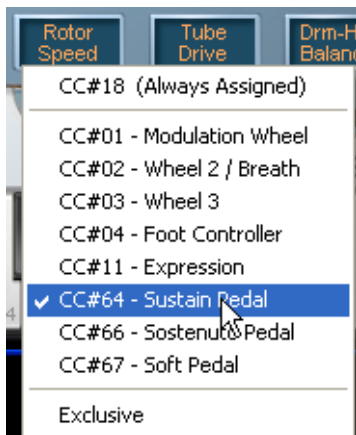 Rotor Speed
Tube Drive
Drm-H Balan
CC#18 (Always Assigned)
CC#01 - Modulation Wheel
CC#02 - Wheel 2 / Breath
CC#03 - Wheel 3
CC#04 - Foot Controller
CC#11 - Expression
CC#64 - Sustain Pedal
CC#66 - Sostenuto Pedal
CC#67 - Soft Pedal
Exclusive
4